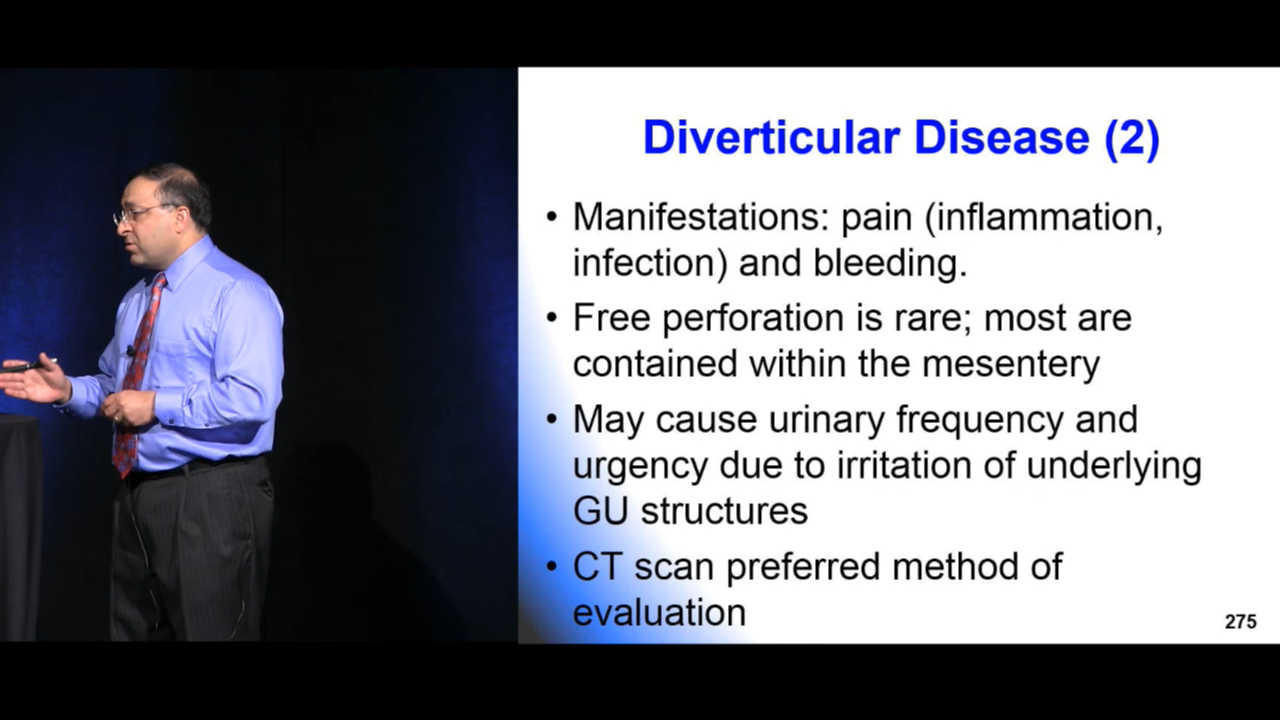 Diverticular Disease (2)
• Manifestations: pain (inflammation,
infection) and bleeding.
• Free perforation is rare; most are
contained within the mesentery
• May cause urinary frequency and
urgency due to irritation of underlying
GU structures
• CT scan preferred method of
evaluation
275